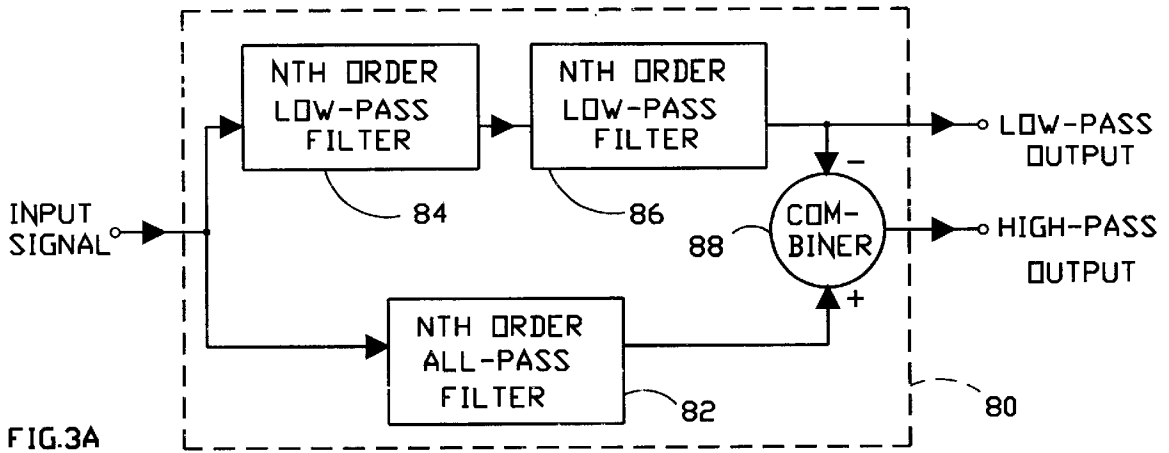 NTH ORDER
LOW-PASS
FILTER
84
NTH ORDER
LOW-PASS
FILTER
86
LOW-PASS
OUTPUT
INPUT
SIGNAL
-
COM-
BINER
88
+
HIGH-PASS
OUTPUT
NTH ORDER
ALL-PASS
FILTER
82
80
FIG.3A